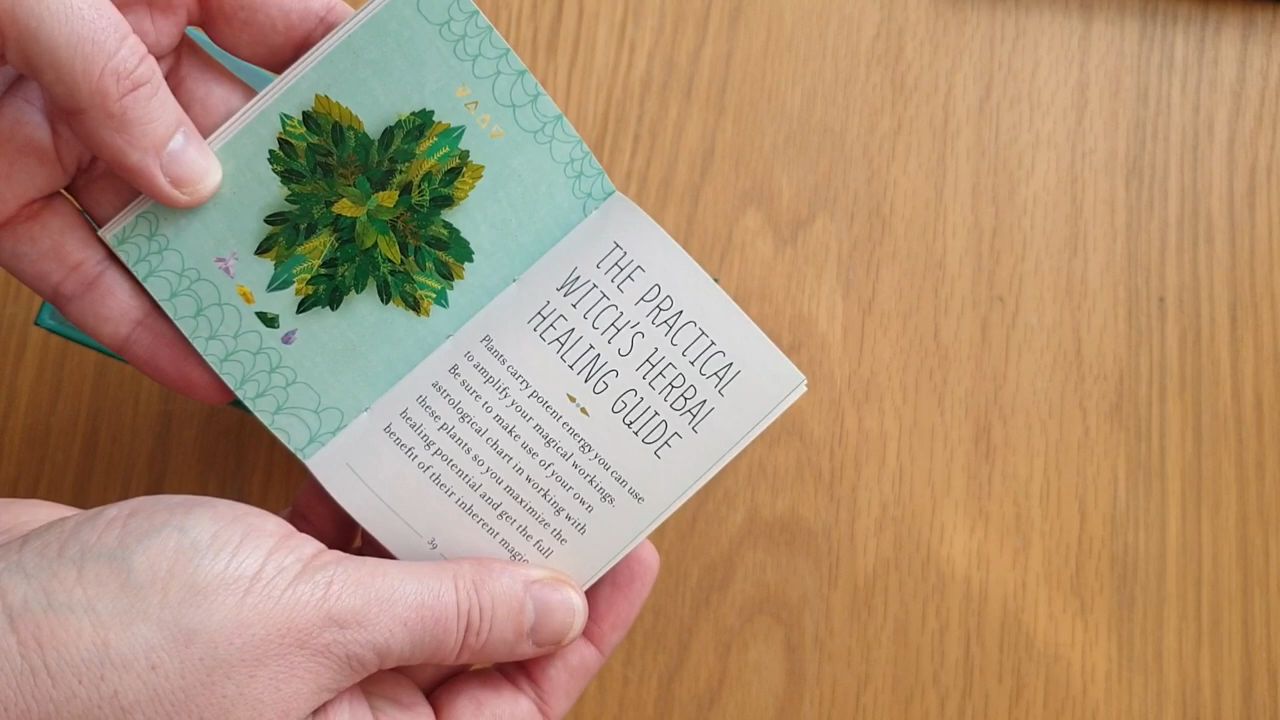 THE PRACTICAL
WITCH'S HERBAL
HEALING GUIDE
Plants carry potent energy you can use
to amplify your magical workings.
Be sure to make use of your own
astrological chart in working with
these plants so you maximize the
healing potential and get the full
benefit of their inherent magic.
39